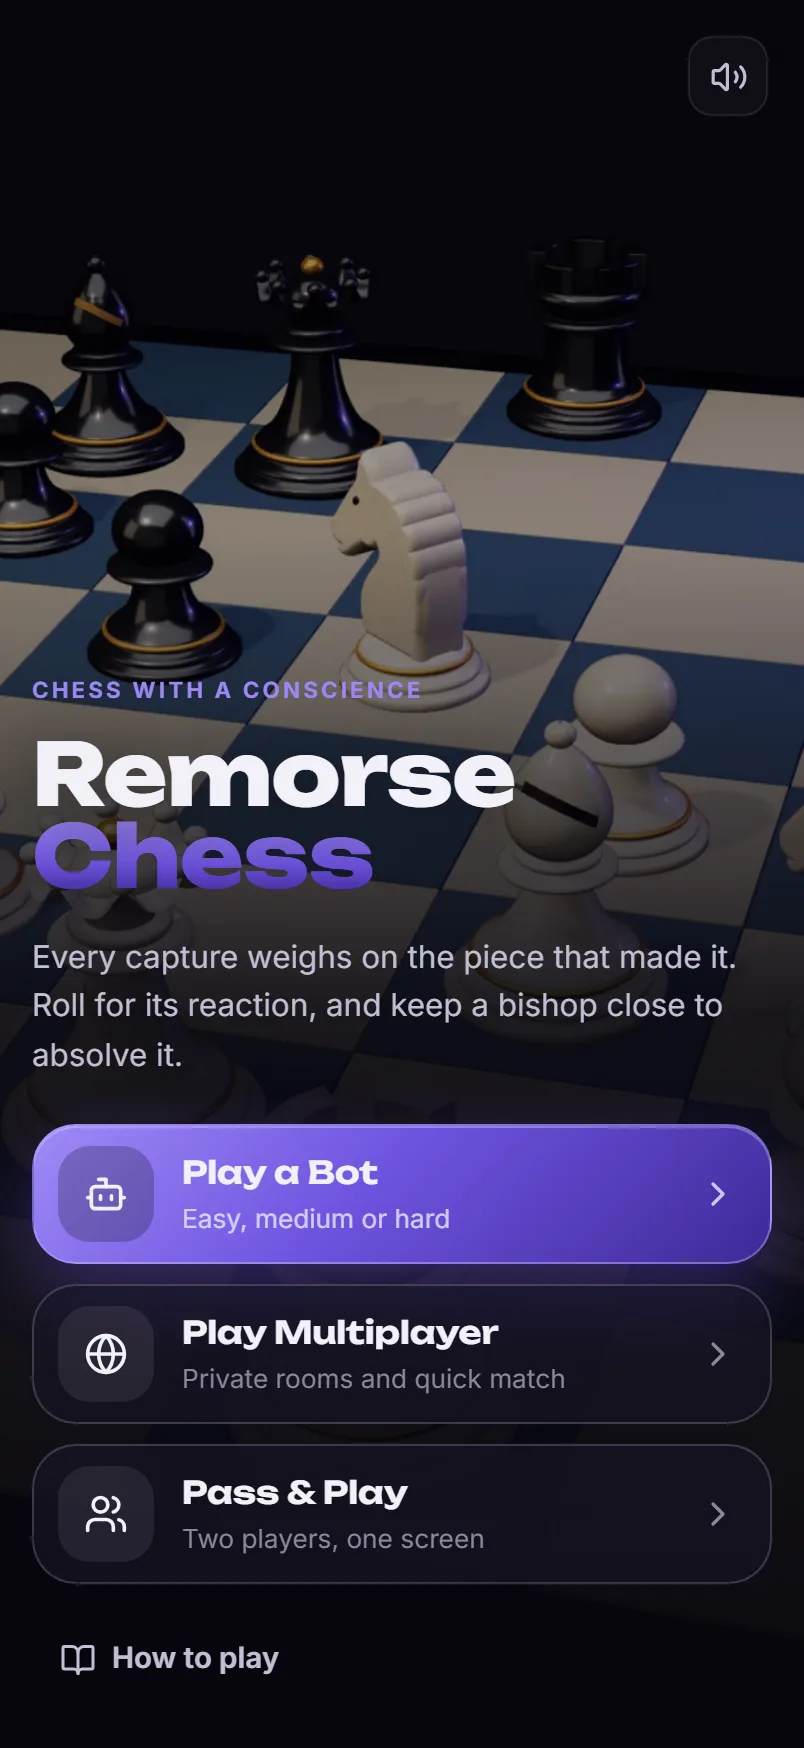 CHESS WITH A CONSCIENCE
Remorse
Chess
Every capture weighs on the piece that made it.
Roll for its reaction, and keep a bishop close to
absolve it.
Play a Bot
Easy, medium or hard
Play Multiplayer
Private rooms and quick match
Pass & Play
Two players, one screen
How to play